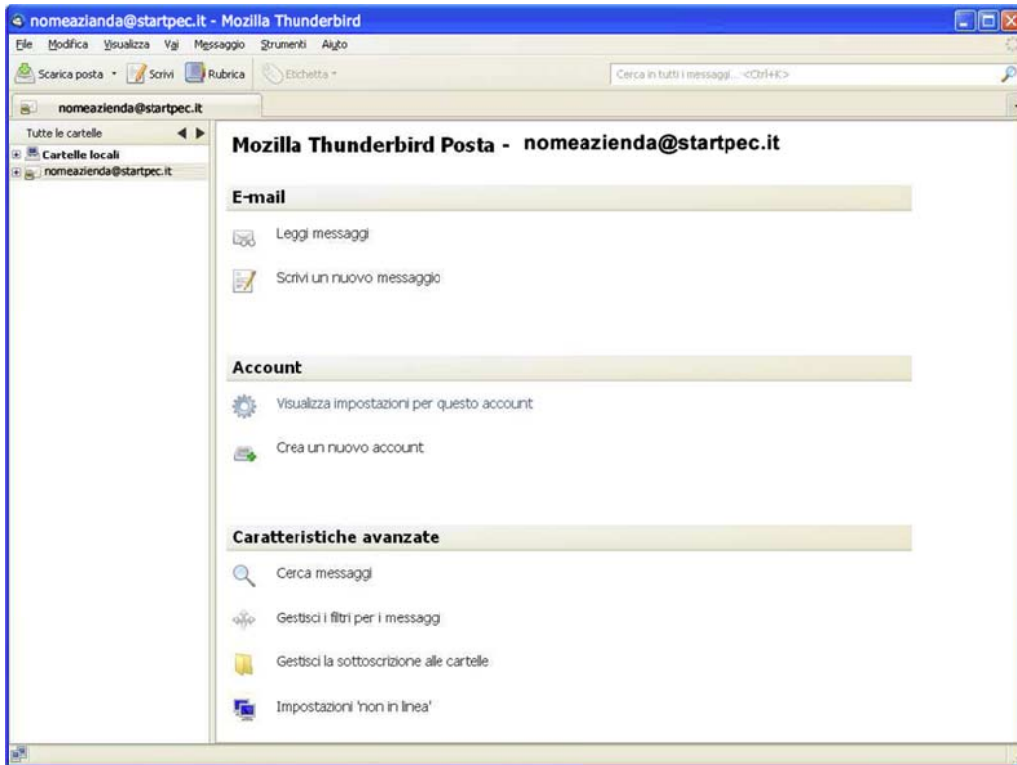 nomeazianda@startpec.it - Mozilla Thunderbird
File Modifica Visualizza Vai Messaggio Strumenti Aiuto
Scarica posta Scrivi Rubrica Etichetta Cerca in tutti i messaggi... <Ctrl+K>
nomeazienda@startpec.it
Tutte le cartelle
Cartelle locali
nomeazienda@startpec.it
Mozilla Thunderbird Posta - nomeazienda@startpec.it
E-mail
Leggi messaggi
Scrivi un nuovo messaggio
Account
Visualizza impostazioni per questo account
Crea un nuovo account
Caratteristiche avanzate
Cerca messaggi
Gestisci i filtri per i messaggi
Gestisci la sottoscrizione alle cartelle
Impostazioni 'non in linea'